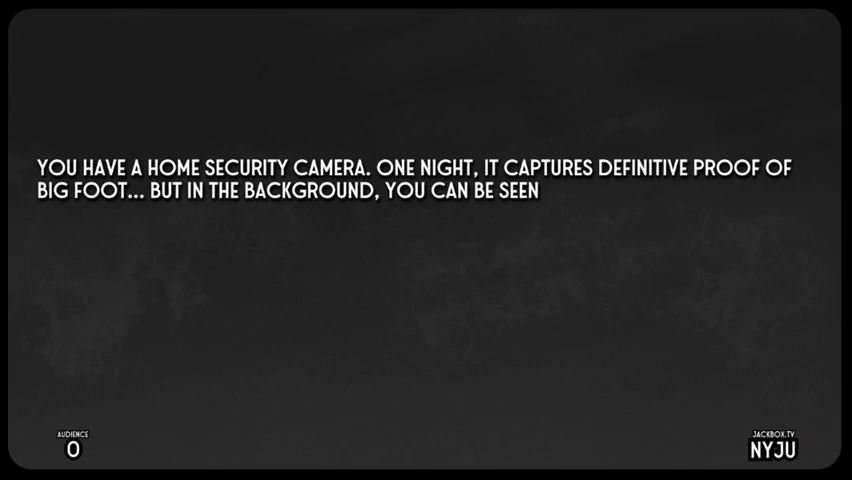 YOU HAVE A HOME SECURITY CAMERA. ONE NIGHT, IT CAPTURES DEFINITIVE PROOF OF
BIG FOOT... BUT IN THE BACKGROUND, YOU CAN BE SEEN
AUDIENCE
0
JACKBOX.TV
NYJU